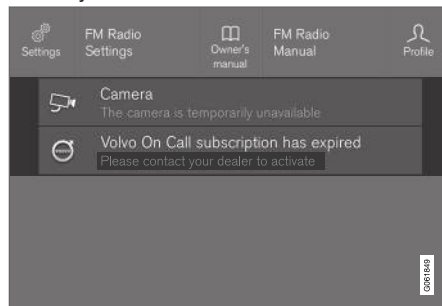 Settings
FM Radio
Settings
Owner's
manual
FM Radio
Manual
Profile
Camera
The camera is temporarily unavailable
Volvo On Call subscription has expired
Please contact your dealer to activate
G061849